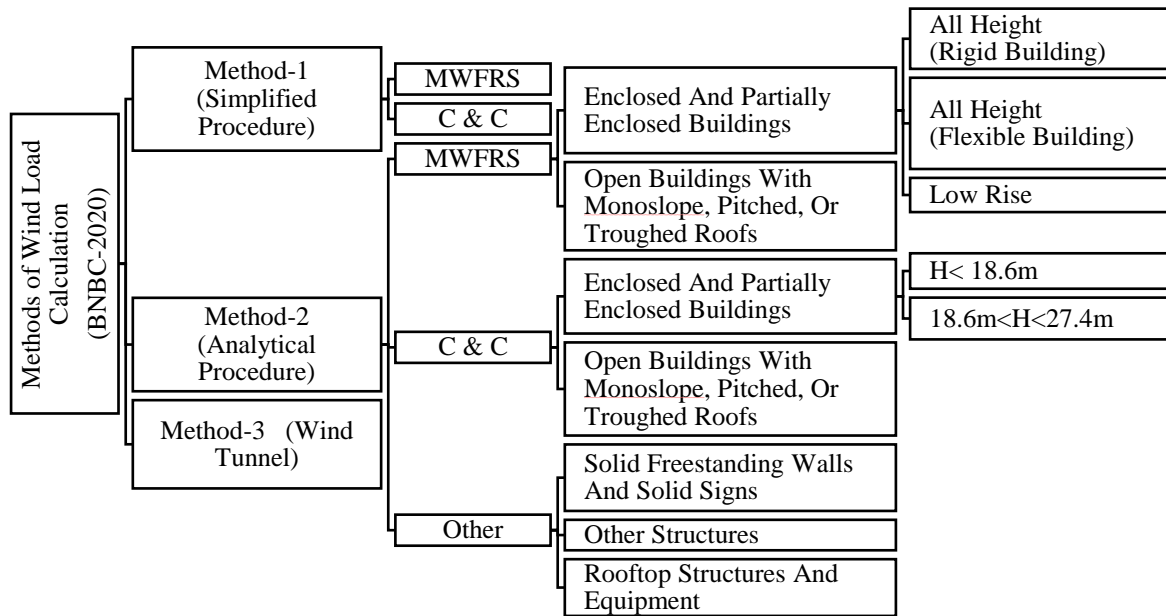 Methods of Wind Load
Calculation
(BNBC-2020)
Method-1
(Simplified
Procedure)
MWFRS
C & C
Method-2
(Analytical
Procedure)
MWFRS
Enclosed And Partially
Enclosed Buildings
All Height
(Rigid Building)
All Height
(Flexible Building)
Low Rise
Open Buildings With
Monoslope, Pitched, Or
Troughed Roofs
C & C
Enclosed And Partially
Enclosed Buildings
H< 18.6m
18.6m<H<27.4m
Open Buildings With
Monoslope, Pitched, Or
Troughed Roofs
Other
Solid Freestanding Walls
And Solid Signs
Other Structures
Rooftop Structures And
Equipment
Method-3 (Wind
Tunnel)